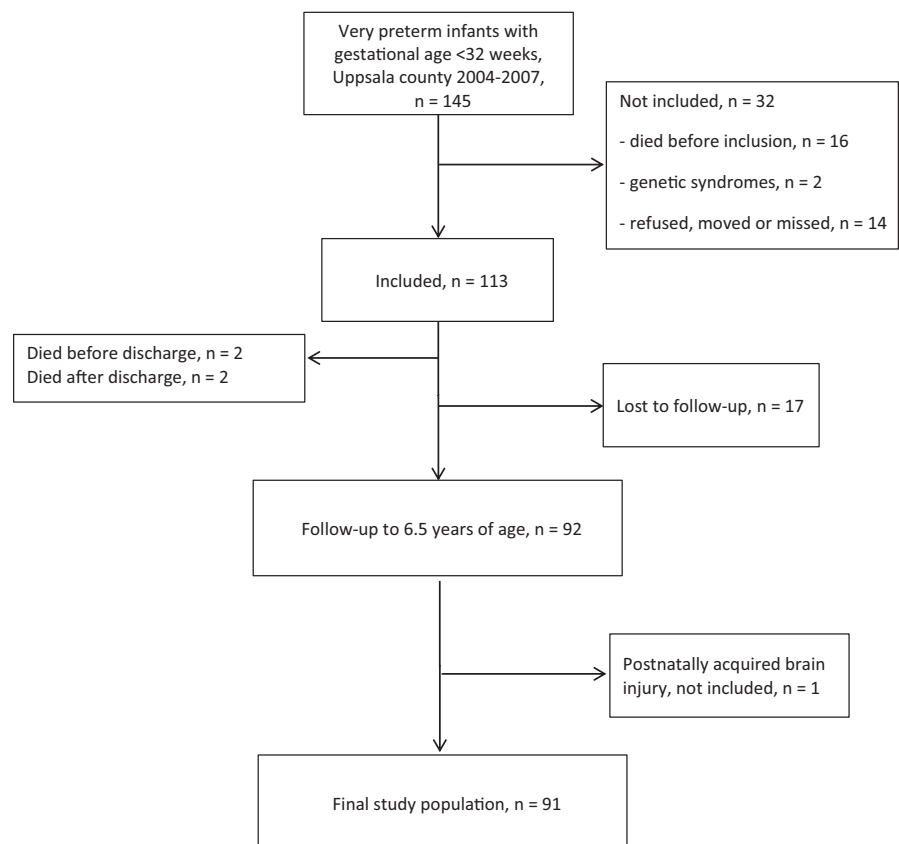 Very preterm infants with
gestational age <32 weeks,
Uppsala county 2004-2007,
n = 145
Not included, n = 32
- died before inclusion, n = 16
- genetic syndromes, n = 2
- refused, moved or missed, n = 14
Included, n = 113
Died before discharge, n = 2
Died after discharge, n = 2
Lost to follow-up, n = 17
Follow-up to 6.5 years of age, n = 92
Postnatally acquired brain
injury, not included, n = 1
Final study population, n = 91